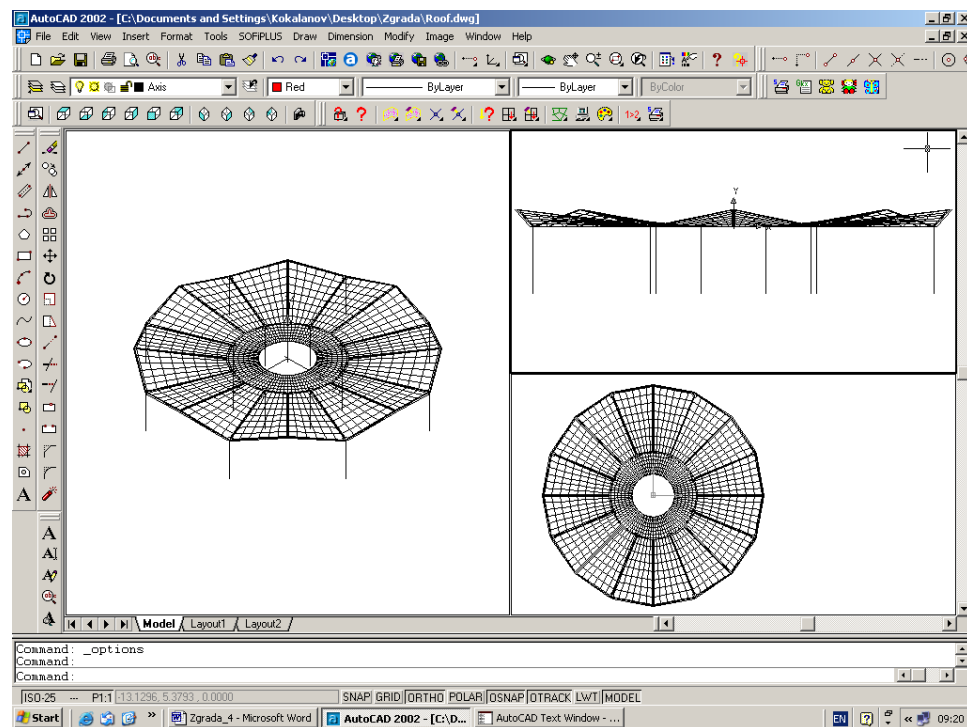 AutoCAD 2002 - [C:\Documents and Settings\Kokalanov\Desktop\Zgrada\Roof.dwg]
File Edit View Insert Format Tools SOFiPLUS Draw Dimension Modify Image Window Help
Axis Red ByLayer ByLayer ByColor
Y
X
Model Layout1 Layout2
Command: _options
Command:
Command:
ISO-25 --- P1:1 -13.1296, 5.3793 , 0.0000 SNAP GRID ORTHO POLAR OSNAP OTRACK LWT MODEL
Start Zgrada_4 - Microsoft Word AutoCAD 2002 - [C:\D... AutoCAD Text Window - ... EN 09:20